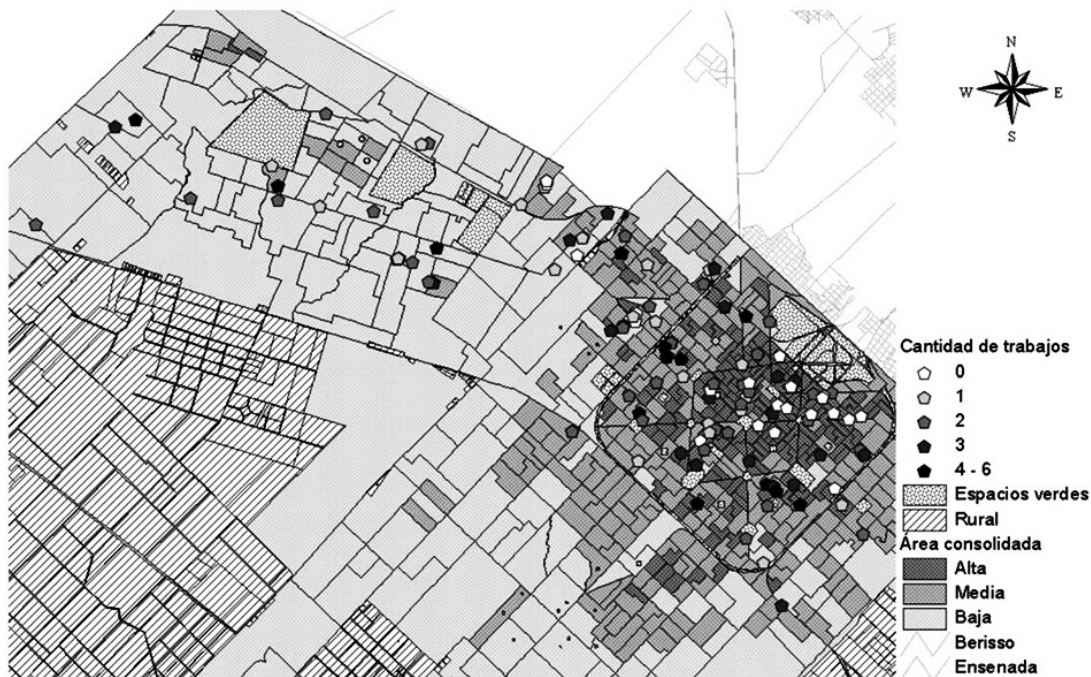 N
W E
S
Cantidad de trabajos
0
1
2
3
4 - 6
Espacios verdes
Rural
Área consolidada
Alta
Media
Baja
Berisso
Ensenada